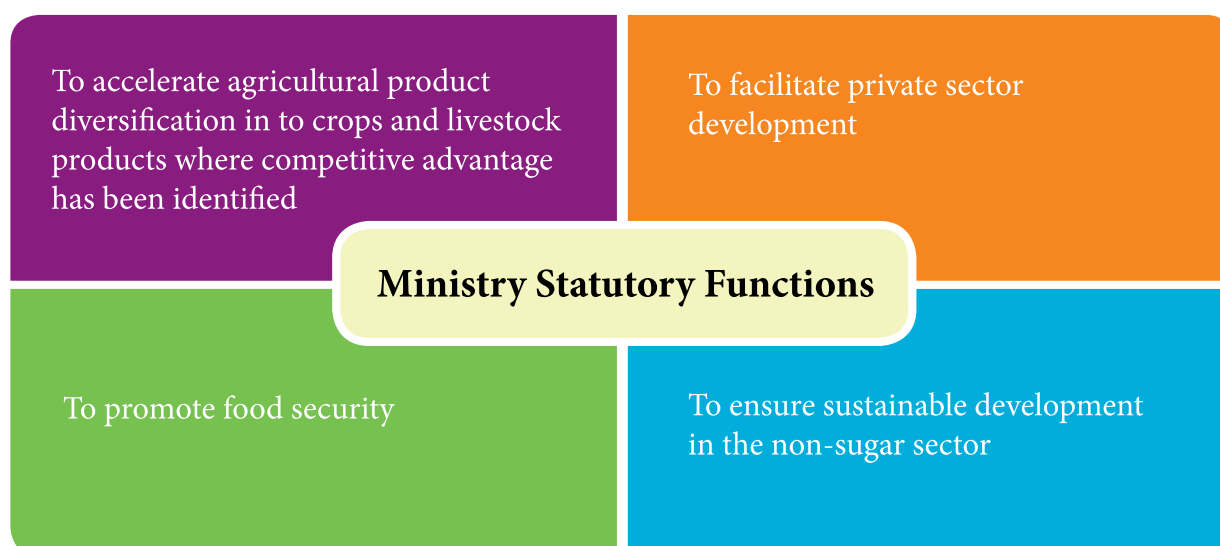 To accelerate agricultural product
diversification in to crops and livestock
products where competitive advantage
has been identified
To facilitate private sector
development
Ministry Statutory Functions
To promote food security
To ensure sustainable development
in the non-sugar sector